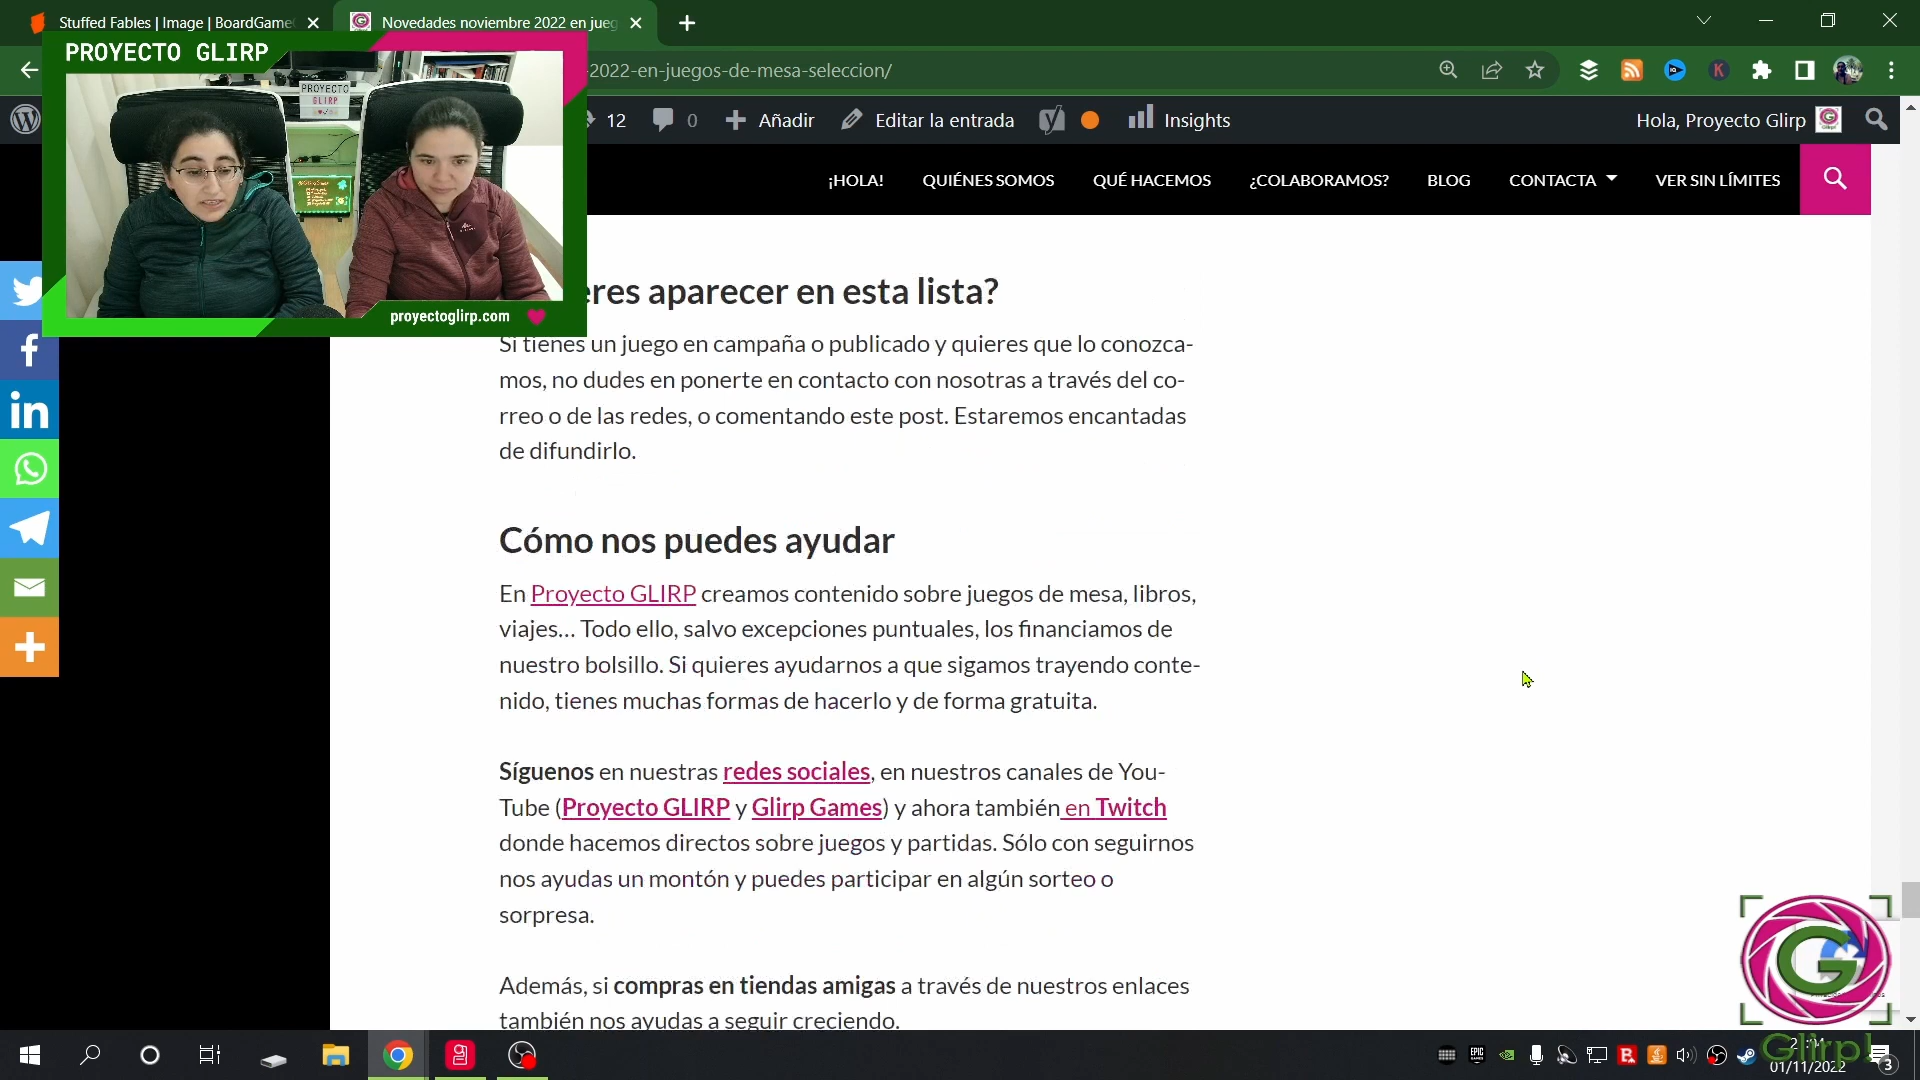 Stuffed Fables | Image | BoardGame
Novedades noviembre 2022 en jueg
PROYECTO GLIRP
2022-en-juegos-de-mesa-seleccion/
PROYECTO
GLIRP
12
0
Añadir
Editar la entrada
Insights
Hola, Proyecto Glirp
¡HOLA!
QUIÉNES SOMOS
QUÉ HACEMOS
¿COLABORAMOS?
BLOG
CONTACTA
VER SIN LÍMITES
proyectoglirp.com
eres aparecer en esta lista?
Si tienes un juego en campaña o publicado y quieres que lo conozca-
mos, no dudes en ponerte en contacto con nosotras a través del co-
rreo o de las redes, o comentando este post. Estaremos encantadas
de difundirlo.
Cómo nos puedes ayudar
En Proyecto GLIRP creamos contenido sobre juegos de mesa, libros,
viajes... Todo ello, salvo excepciones puntuales, los financiamos de
nuestro bolsillo. Si quieres ayudarnos a que sigamos trayendo conte-
nido, tienes muchas formas de hacerlo y de forma gratuita.
Síguenos en nuestras redes sociales, en nuestros canales de You-
Tube (Proyecto GLIRP y Glirp Games) y ahora también en Twitch
donde hacemos directos sobre juegos y partidas. Sólo con seguirnos
nos ayudas un montón y puedes participar en algún sorteo o
sorpresa.
Además, si compras en tiendas amigas a través de nuestros enlaces
también nos ayudas a seguir creciendo.
Glirp!
01/11/2022
3